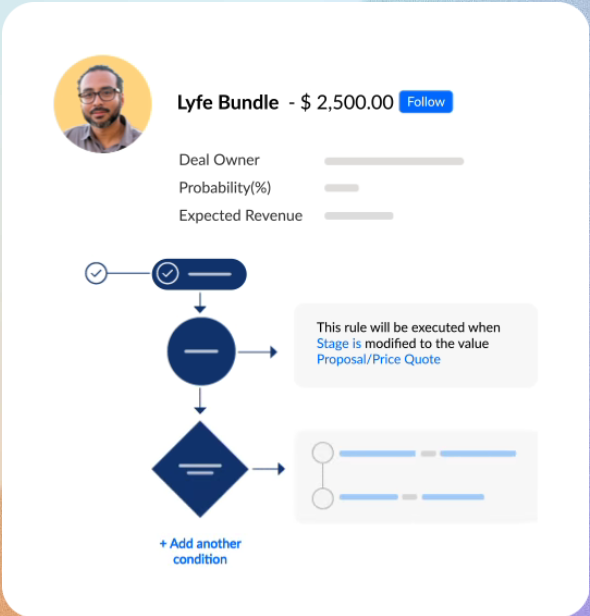 Lyfe Bundle - $ 2,500.00 Follow
Deal Owner
Probability(%)
Expected Revenue
This rule will be executed when
Stage is modified to the value
Proposal/Price Quote
+ Add another
condition